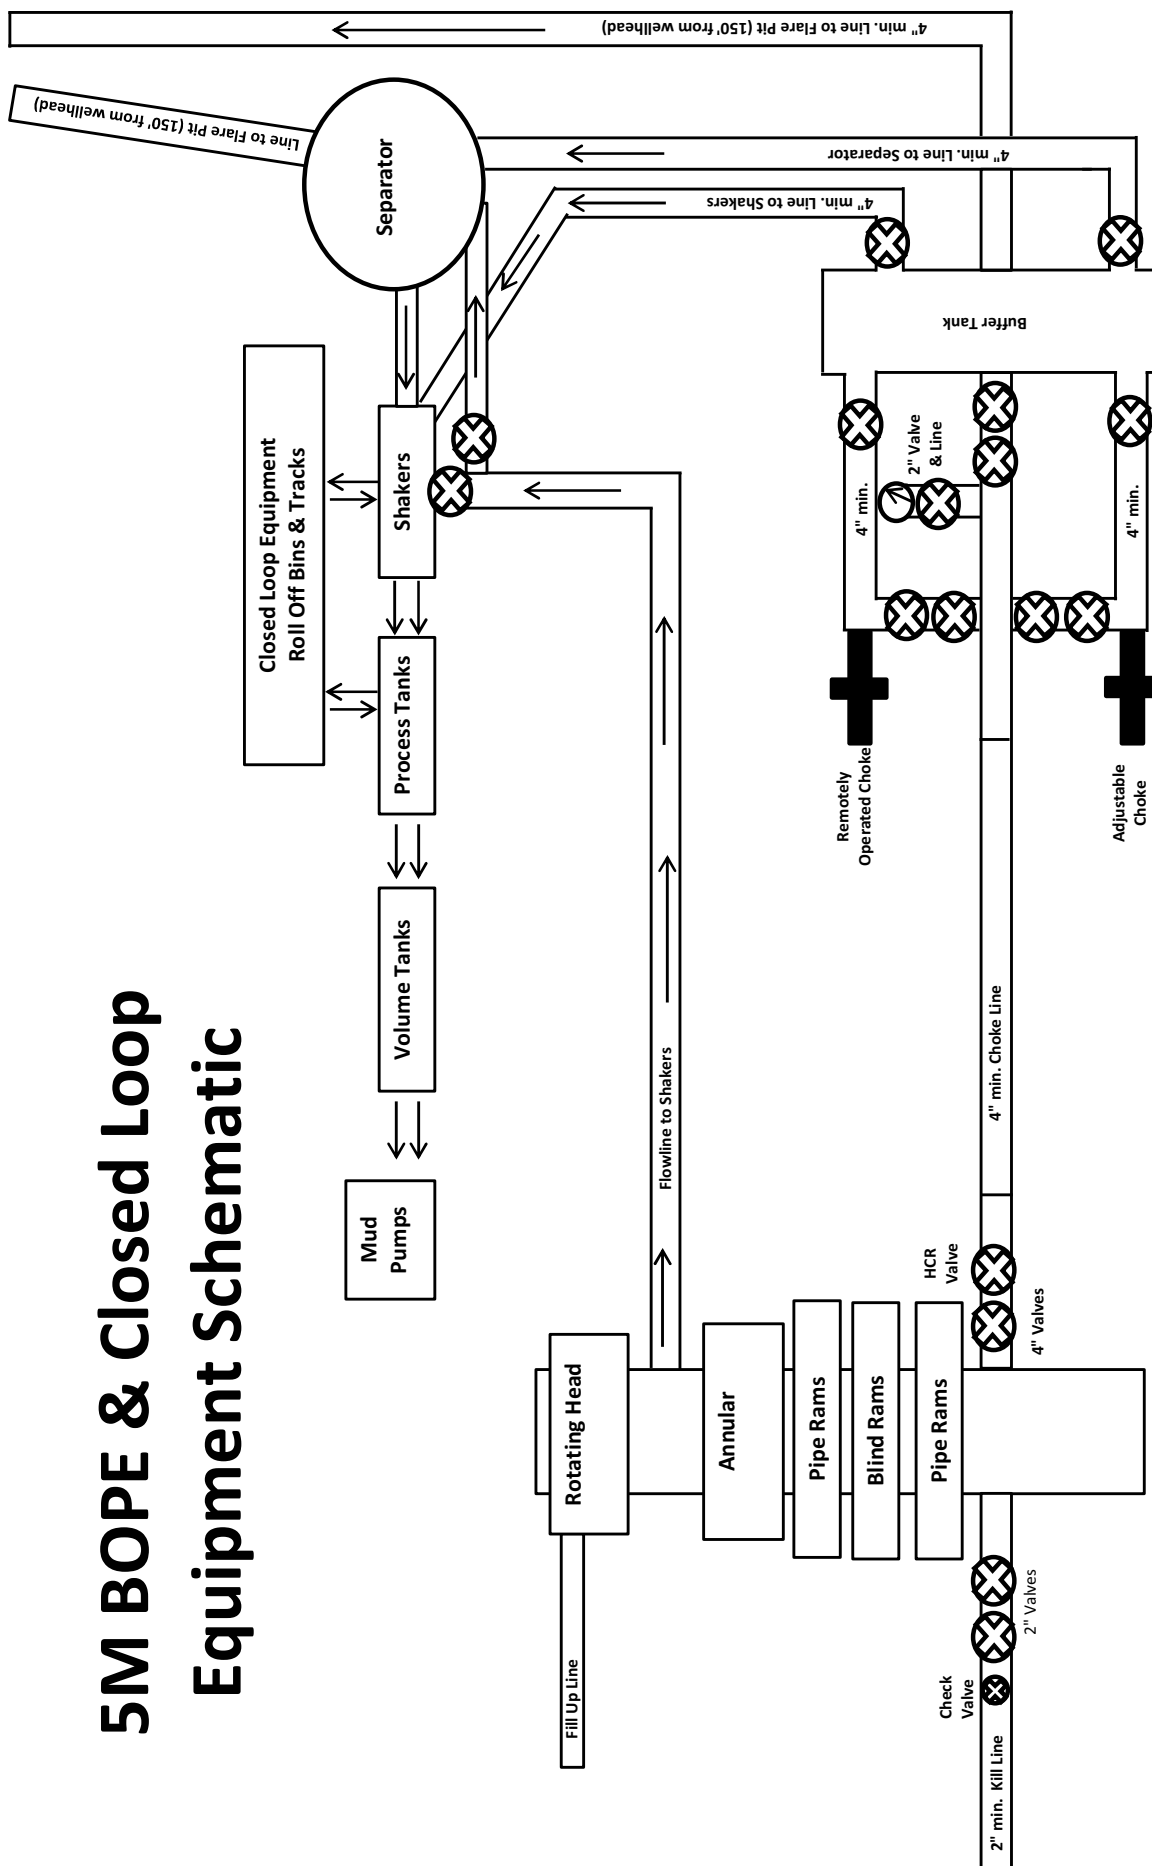 5M BOPE & Closed Loop
Equipment Schematic
4" min. Line to Flare Pit (150' from wellhead)
Line to Flare Pit (150' from wellhead)
Separator
4" min. Line to Separator
4" min. Line to Shakers
Closed Loop Equipment
Roll Off Bins & Tracks
Shakers
Process Tanks
Volume Tanks
Mud
Pumps
Buffer Tank
2" Valve
& Line
4" min.
4" min.
Remotely
Operated Choke
Adjustable
Choke
Flowline to Shakers
4" min. Choke Line
HCR
Valve
4" Valves
Rotating Head
Annular
Pipe Rams
Blind Rams
Pipe Rams
Fill Up Line
2" Valves
Check
Valve
2" min. Kill Line